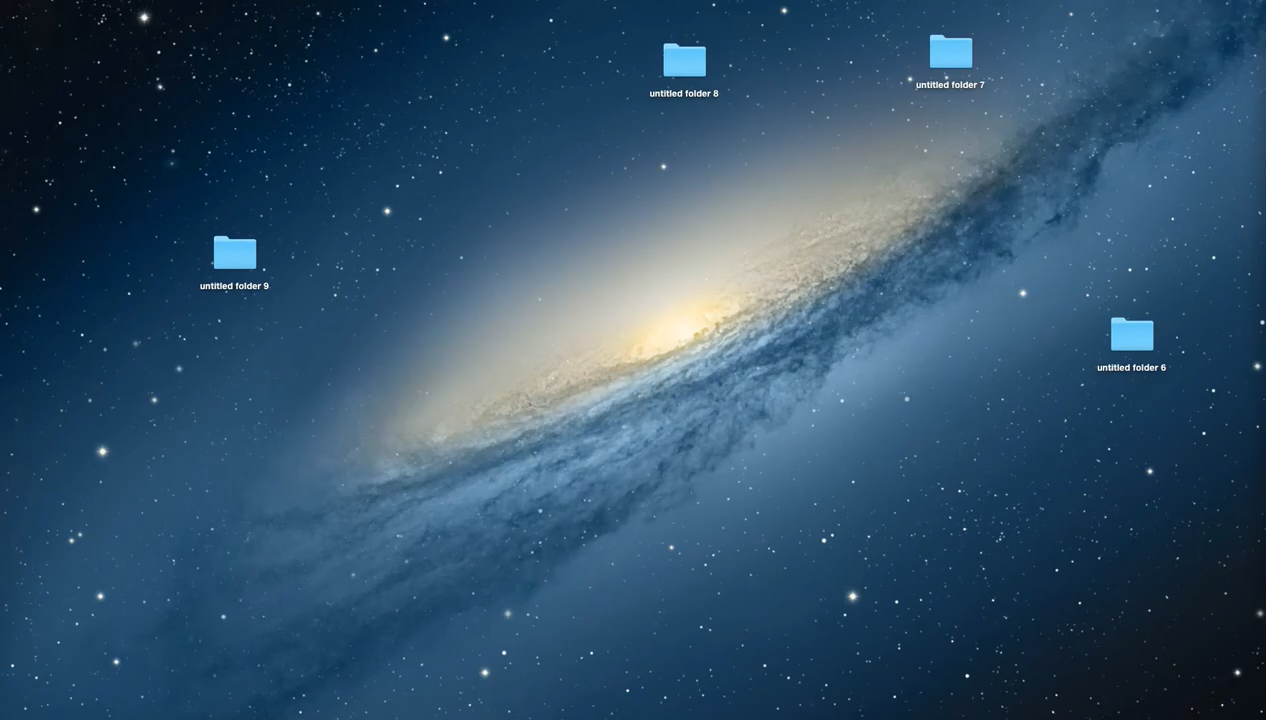 untitled folder 8
untitled folder 7
untitled folder 9
untitled folder 6